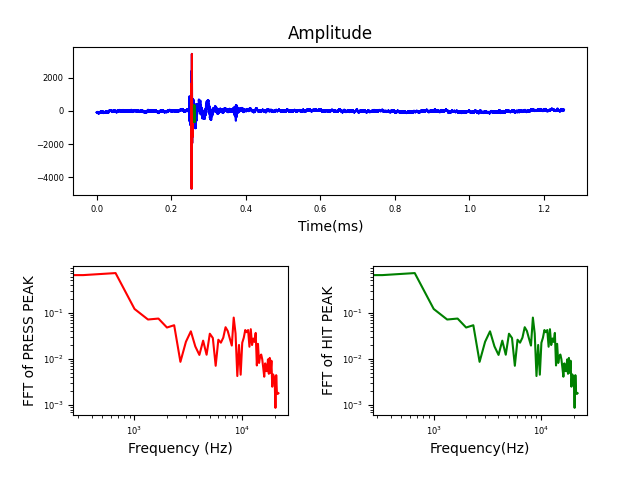 Amplitude
2000
0
−2000
−4000
0.0 0.2 0.4 0.6 0.8 1.0 1.2
Time(ms)
FFT of PRESS PEAK
10⁻¹
10⁻²
10⁻³
10³ 10⁴
Frequency (Hz)
FFT of HIT PEAK
10⁻¹
10⁻²
10⁻³
10³ 10⁴
Frequency(Hz)